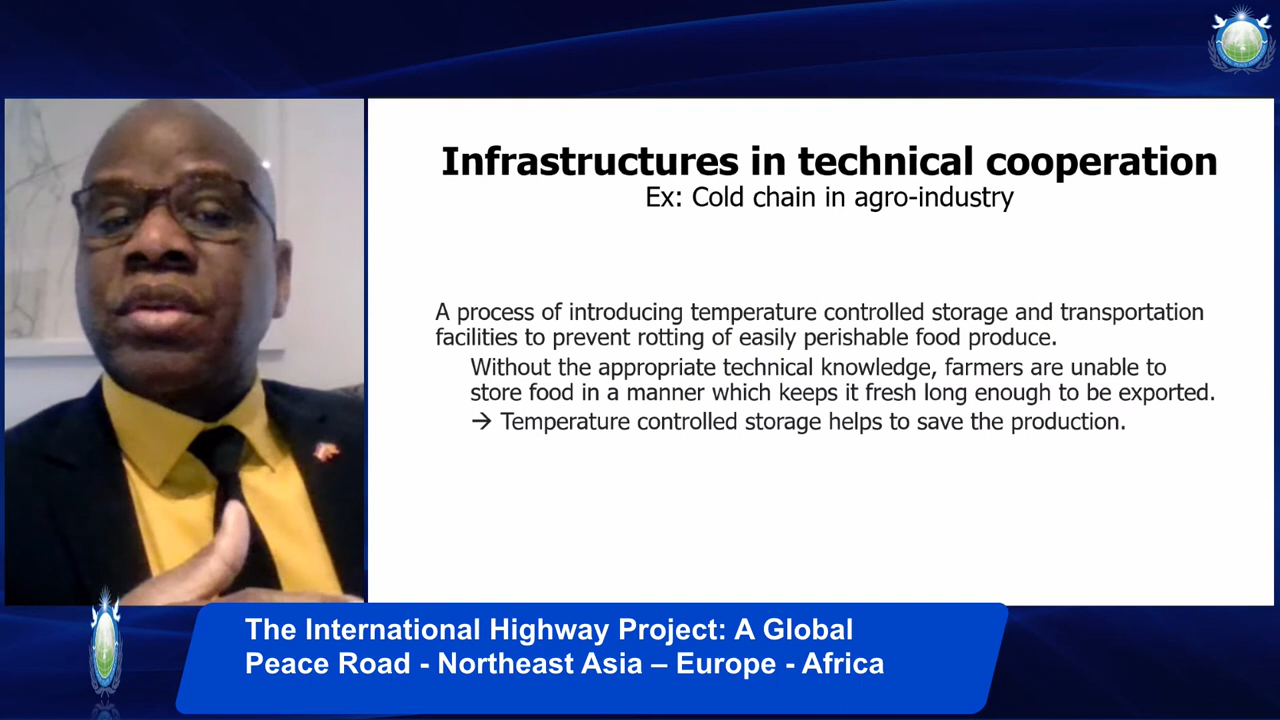 Infrastructures in technical cooperation
Ex: Cold chain in agro-industry
A process of introducing temperature controlled storage and transportation
facilities to prevent rotting of easily perishable food produce.
Without the appropriate technical knowledge, farmers are unable to
store food in a manner which keeps it fresh long enough to be exported.
→ Temperature controlled storage helps to save the production.
The International Highway Project: A Global
Peace Road - Northeast Asia – Europe - Africa